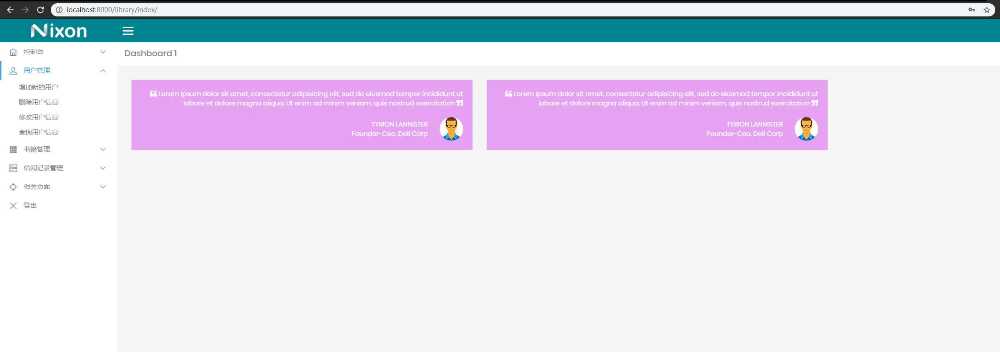 localhost:8000/library/index/
Nixon
控制台
用户管理
增加新的用户
删除用户信息
修改用户信息
查询用户信息
书籍管理
借阅记录管理
相关页面
登出
Dashboard 1
“ Lorem ipsum dolor sit amet, consectetur adipisicing elit, sed do eiusmod tempor incididunt ut
labore et dolore magna aliqua. Ut enim ad minim veniam, quis nostrud exercitation ”
TYRION LANNISTER
Founder-Ceo. Dell Corp
“ Lorem ipsum dolor sit amet, consectetur adipisicing elit, sed do eiusmod tempor incididunt ut
labore et dolore magna aliqua. Ut enim ad minim veniam, quis nostrud exercitation ”
TYRION LANNISTER
Founder-Ceo. Dell Corp